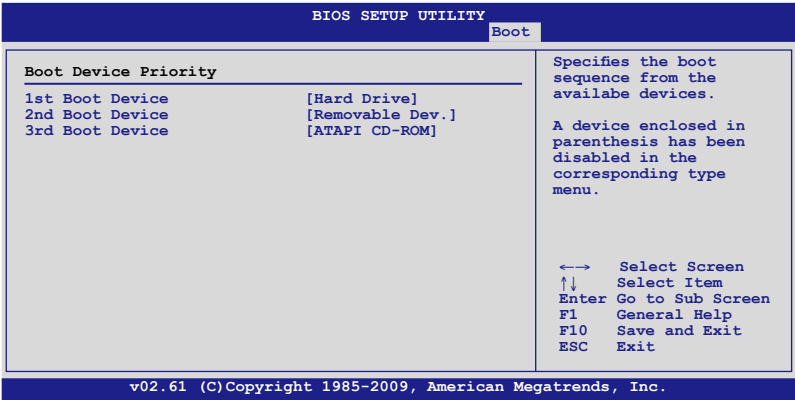 BIOS SETUP UTILITY
Boot
Boot Device Priority
1st Boot Device [Hard Drive]
2nd Boot Device [Removable Dev.]
3rd Boot Device [ATAPI CD-ROM]
Specifies the boot
sequence from the
availabe devices.
A device enclosed in
parenthesis has been
disabled in the
corresponding type
menu.
←→ Select Screen
↑↓ Select Item
Enter Go to Sub Screen
F1 General Help
F10 Save and Exit
ESC Exit
v02.61 (C)Copyright 1985-2009, American Megatrends, Inc.